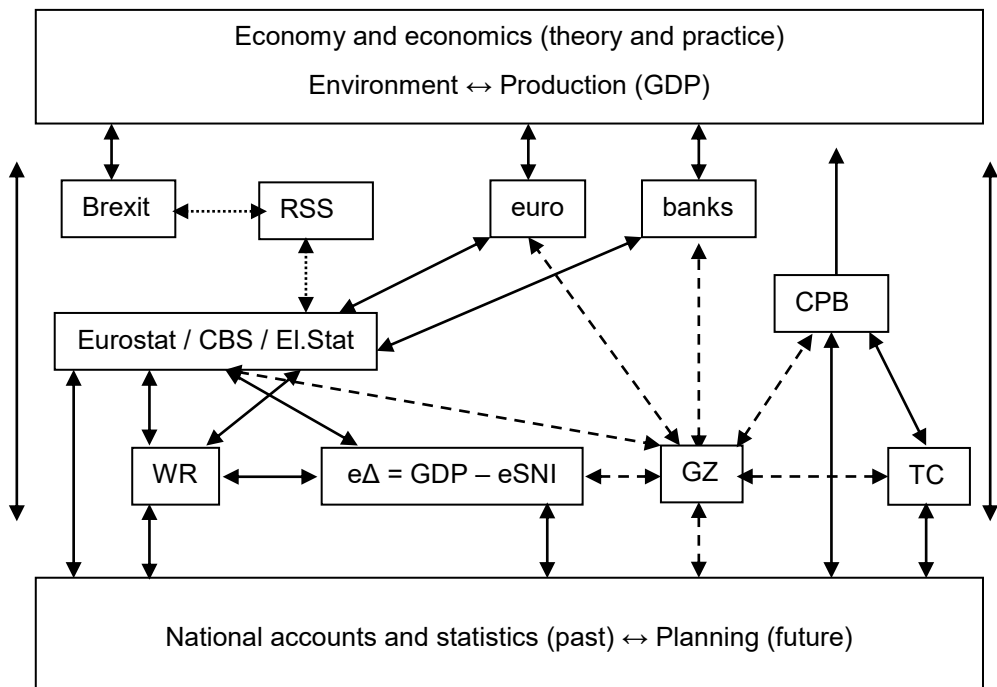 Economy and economics (theory and practice)
Environment ↔ Production (GDP)
Brexit
RSS
euro
banks
CPB
Eurostat / CBS / El.Stat
WR
eΔ = GDP – eSNI
GZ
TC
National accounts and statistics (past) ↔ Planning (future)